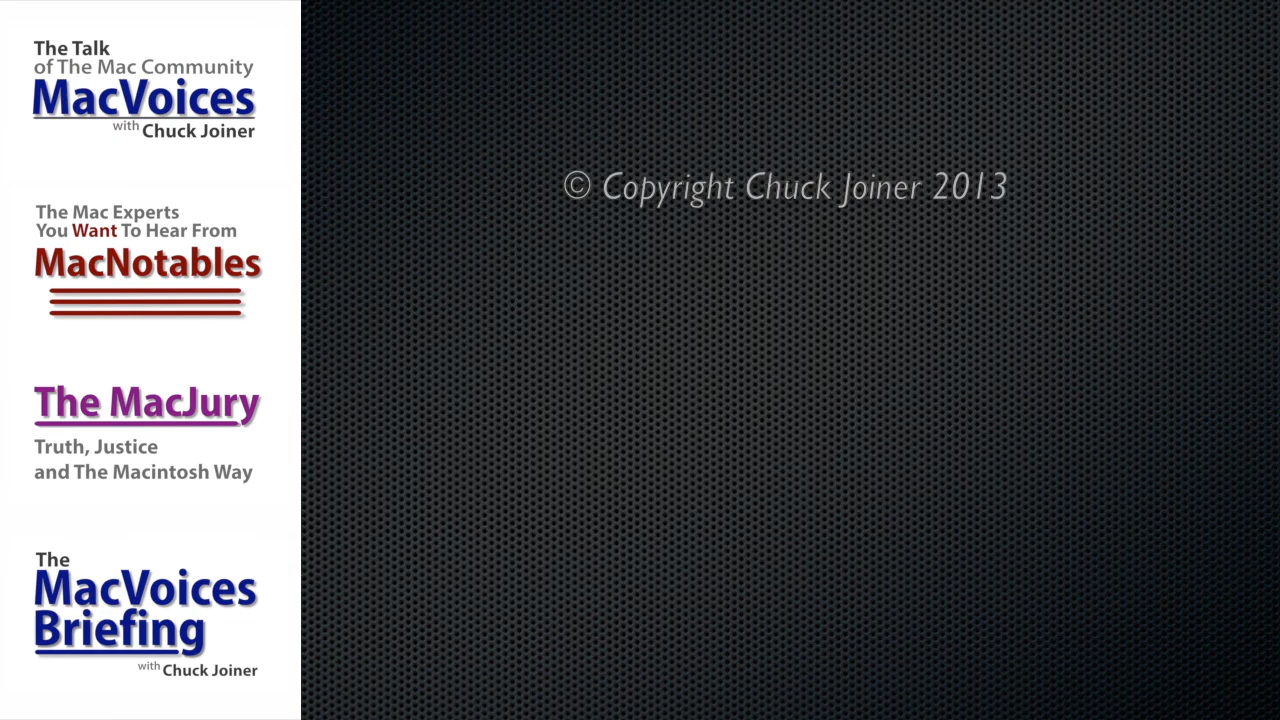 The Talk
of The Mac Community
MacVoices
with Chuck Joiner
The Mac Experts
You Want To Hear From
MacNotables
The MacJury
Truth, Justice
and The Macintosh Way
The
MacVoices
Briefing
with Chuck Joiner
© Copyright Chuck Joiner 2013